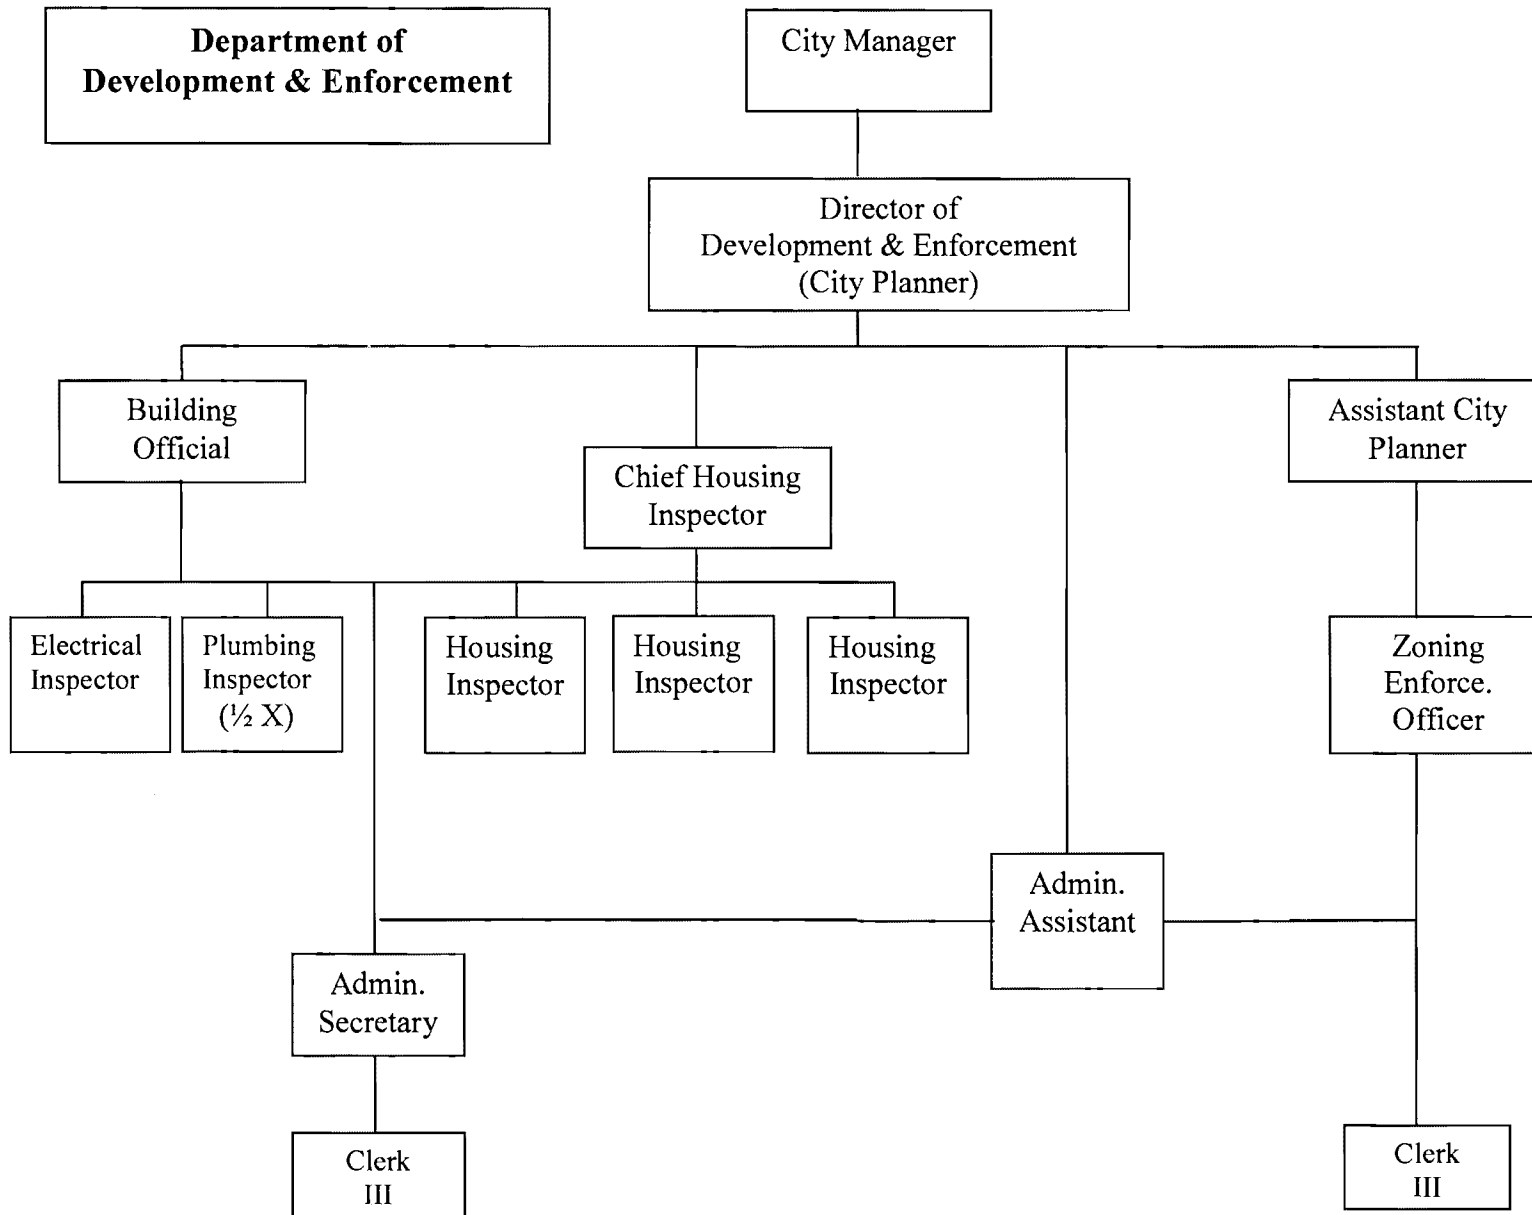 Department of
Development & Enforcement
City Manager
Director of
Development & Enforcement
(City Planner)
Building
Official
Chief Housing
Inspector
Assistant City
Planner
Electrical
Inspector
Plumbing
Inspector
(½ X)
Housing
Inspector
Housing
Inspector
Housing
Inspector
Zoning
Enforce.
Officer
Admin.
Assistant
Admin.
Secretary
Clerk
III
Clerk
III